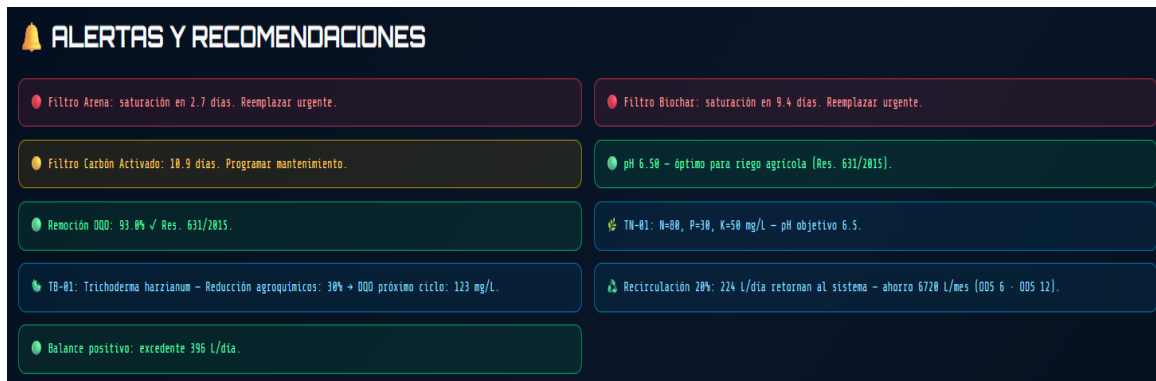 ALERTAS Y RECOMENDACIONES
Filtro Arena: saturación en 2.7 días. Reemplazar urgente.
Filtro Biochar: saturación en 9.4 días. Reemplazar urgente.
Filtro Carbón Activado: 10.9 días. Programar mantenimiento.
pH 6.50 — óptimo para riego agrícola (Res. 631/2015).
Remoción DQO: 93.0% ✓ Res. 631/2015.
TN-01: N=80, P=30, K=50 mg/L — pH objetivo 6.5.
TB-01: Trichoderma harzianum — Reducción agroquímicos: 30% → DQO próximo ciclo: 123 mg/L.
Recirculación 20%: 224 L/día retornan al sistema — ahorro 6720 L/mes (ODS 6 · ODS 12).
Balance positivo: excedente 396 L/día.